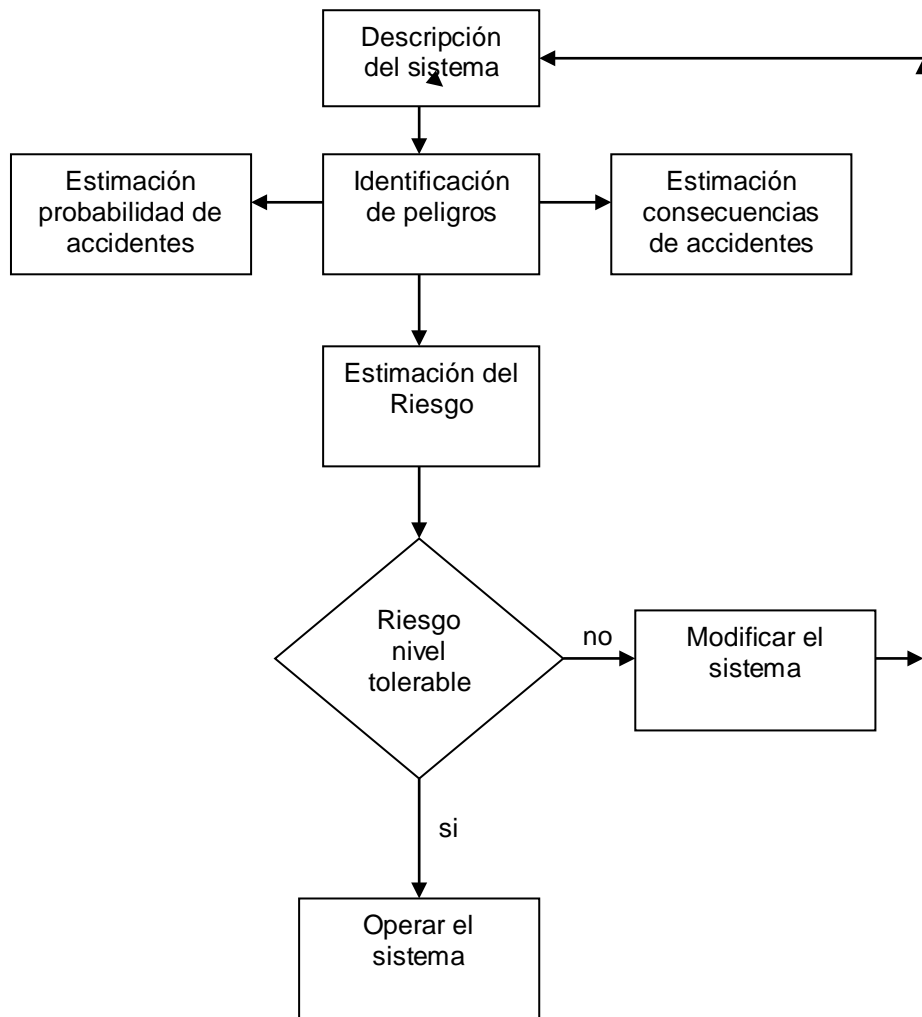 Descripción
del sistema
Estimación
probabilidad de
accidentes
Identificación
de peligros
Estimación
consecuencias
de accidentes
Estimación del
Riesgo
Riesgo
nivel
tolerable
no
Modificar el
sistema
si
Operar el
sistema